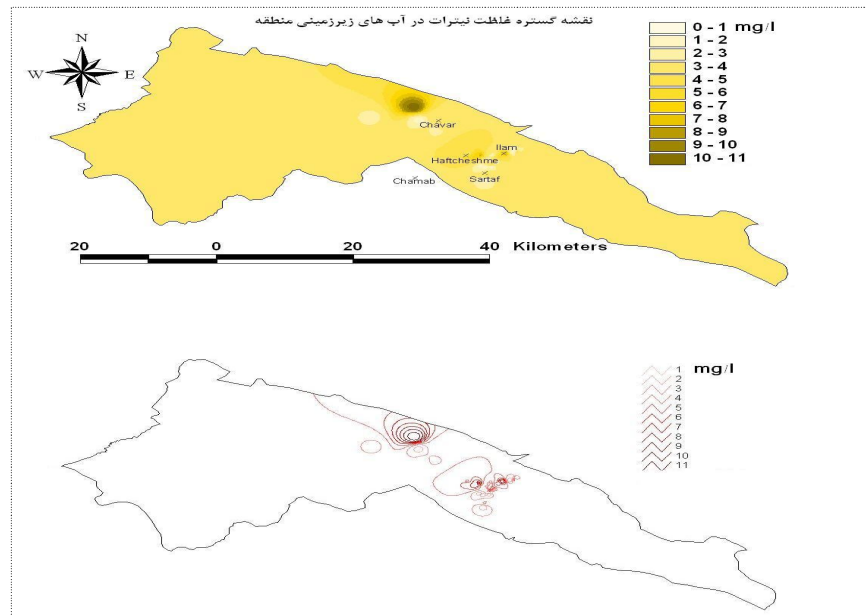 نقشه گستره غلظت نیترات در آب های زیرزمینی منطقه
N
W E
S
0 - 1 mg/l
1 - 2
2 - 3
3 - 4
4 - 5
5 - 6
6 - 7
7 - 8
8 - 9
9 - 10
10 - 11
Chavar
Ilam
Haftcheshme
Sartaf
Chamab
20 0 20 40 Kilometers
mg/l
1
2
3
4
5
6
7
8
9
10
11